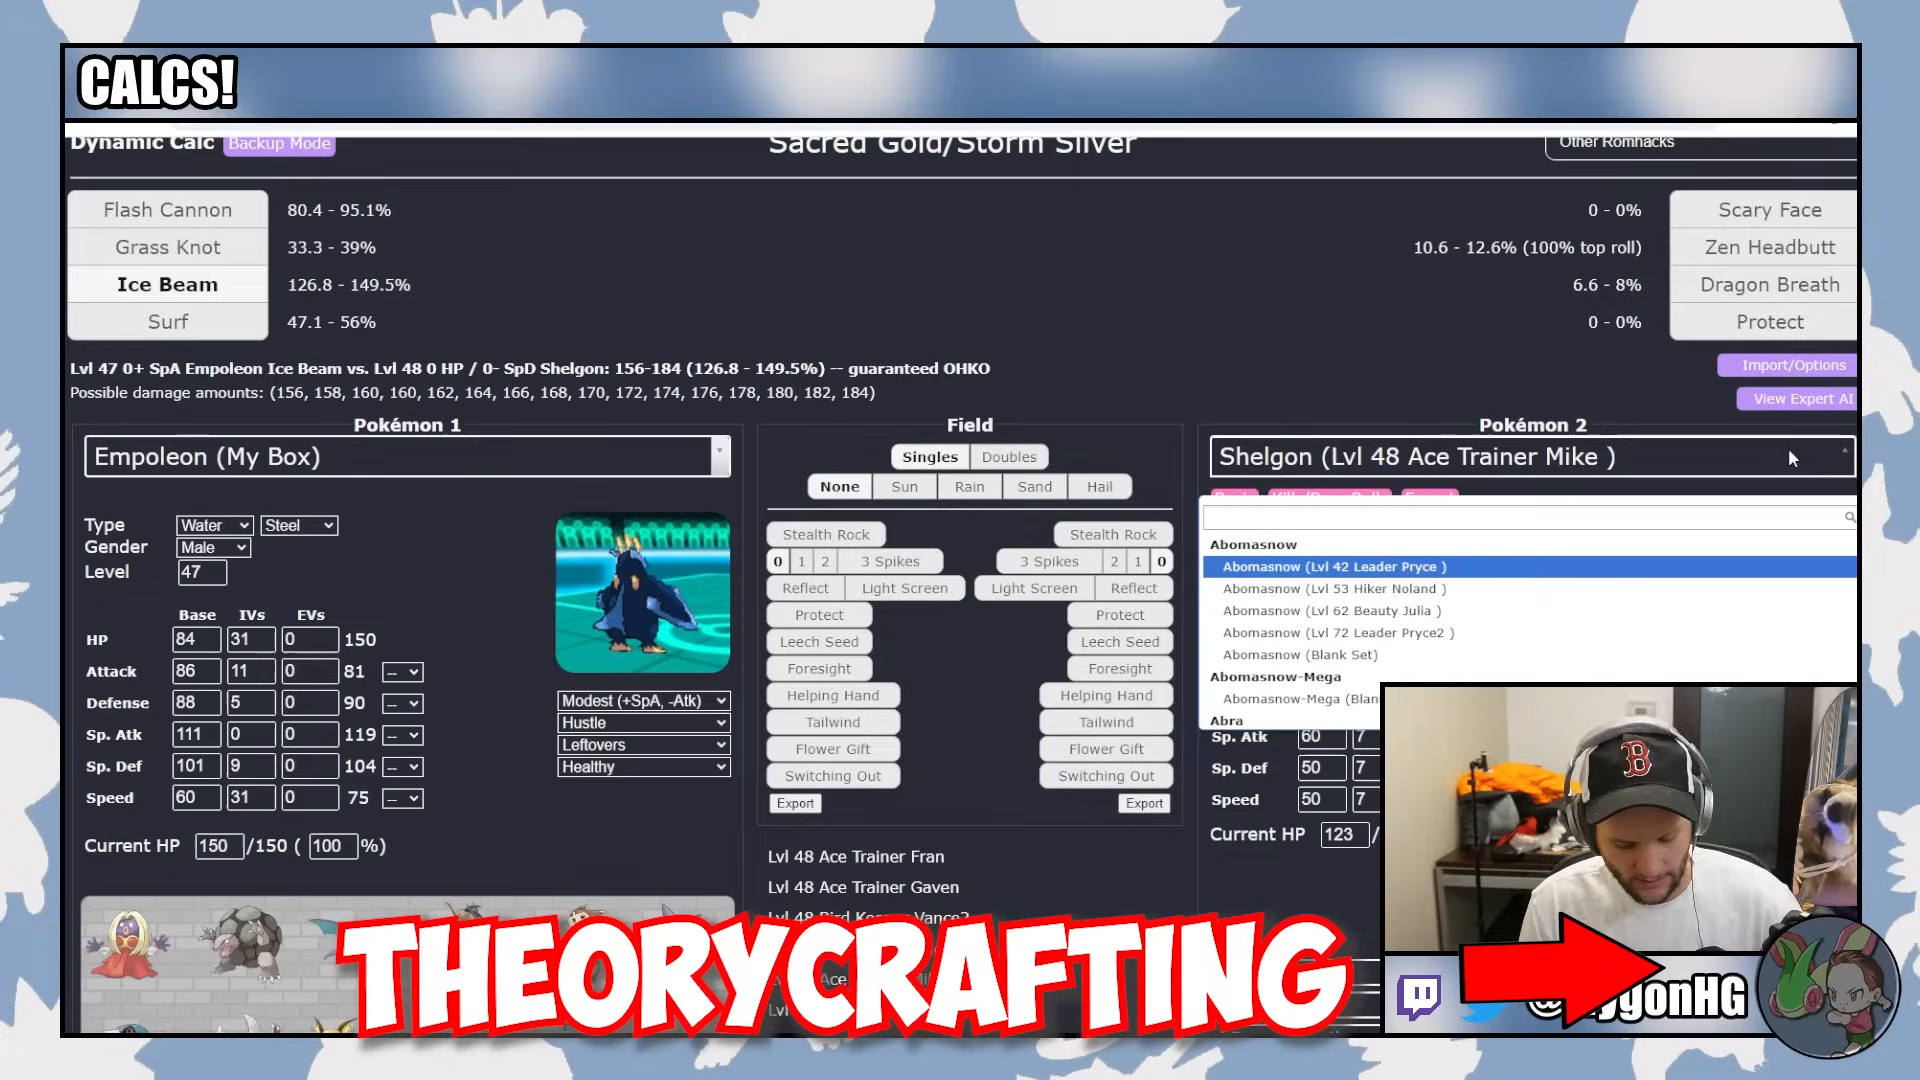 CALCS!
Dynamic Calc Backup Mode
Sacred Gold/Storm Silver
Other Romhacks
Flash Cannon 80.4 - 95.1%
Grass Knot 33.3 - 39%
Ice Beam 126.8 - 149.5%
Surf 47.1 - 56%
0 - 0% Scary Face
10.6 - 12.6% (100% top roll) Zen Headbutt
6.6 - 8% Dragon Breath
0 - 0% Protect
Lvl 47 0+ SpA Empoleon Ice Beam vs. Lvl 48 0 HP / 0- SpD Shelgon: 156-184 (126.8 - 149.5%) -- guaranteed OHKO
Possible damage amounts: (156, 158, 160, 160, 162, 164, 166, 168, 170, 172, 174, 176, 178, 180, 182, 184)
Import/Options
View Expert AI
Pokémon 1
Empoleon (My Box)
Type Water Steel
Gender Male
Level 47
Base IVs EVs
HP 84 31 0 150
Attack 86 11 0 81 --
Defense 88 5 0 90 --
Sp. Atk 111 0 0 119 --
Sp. Def 101 9 0 104 --
Speed 60 31 0 75 --
Modest (+SpA, -Atk)
Hustle
Leftovers
Healthy
Current HP 150 /150 ( 100 %)
Field
Singles Doubles
None Sun Rain Sand Hail
Stealth Rock Stealth Rock
0 1 2 3 Spikes 3 Spikes 2 1 0
Reflect Light Screen Light Screen Reflect
Protect Protect
Leech Seed Leech Seed
Foresight Foresight
Helping Hand Helping Hand
Tailwind Tailwind
Flower Gift Flower Gift
Switching Out Switching Out
Export Export
Lvl 48 Ace Trainer Fran
Lvl 48 Ace Trainer Gaven
Lvl 48 Bird Keeper Vance2
Pokémon 2
Shelgon (Lvl 48 Ace Trainer Mike )
Abomasnow
Abomasnow (Lvl 42 Leader Pryce )
Abomasnow (Lvl 53 Hiker Noland )
Abomasnow (Lvl 62 Beauty Julia )
Abomasnow (Lvl 72 Leader Pryce2 )
Abomasnow (Blank Set)
Abomasnow-Mega
Abomasnow-Mega (Blan
Abra
Sp. Atk 60 7
Sp. Def 50 7
Speed 50 7
Current HP 123 /
THEORYCRAFTING
B